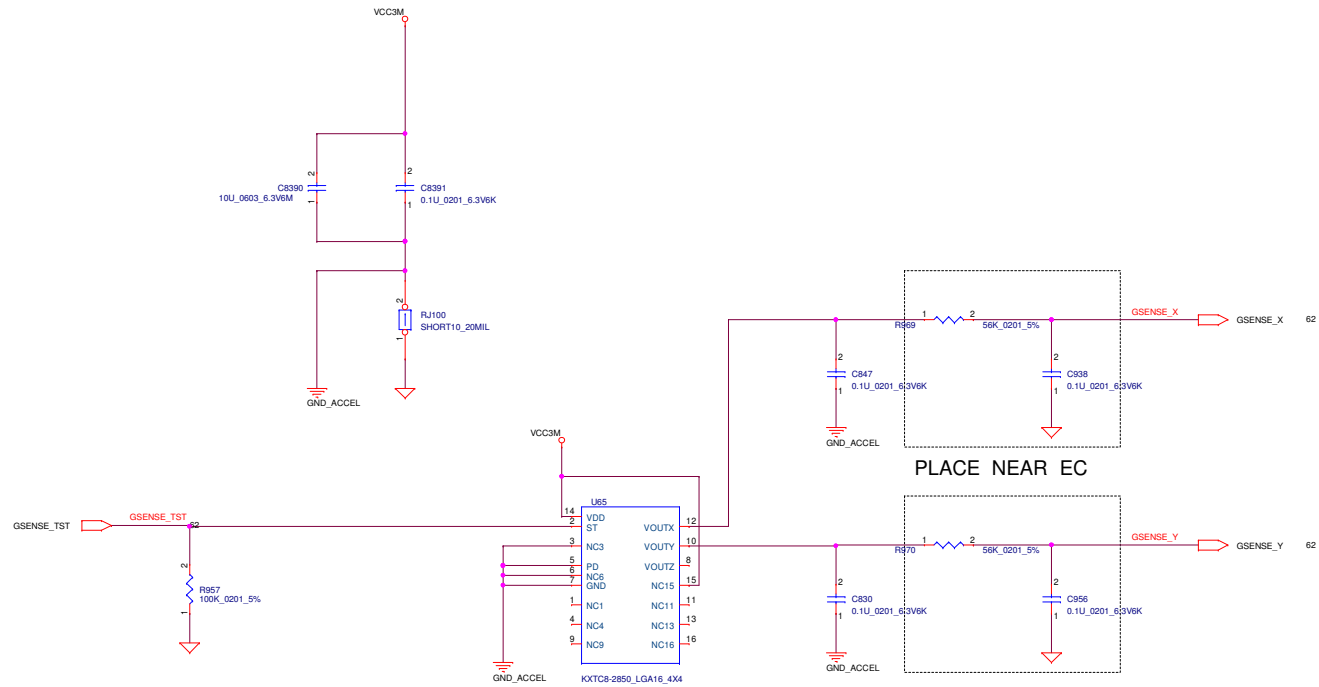 VCC3M
2
C8390
10U_0603_6.3V6M
1
2
C8391
0.1U_0201_6.3V6K
1
2
RJ100
SHORT10_20MIL
1
GND_ACCEL
1
R969
2
56K_0201_5%
GSENSE_X
GSENSE_X
62
2
C847
0.1U_0201_6.3V6K
1
GND_ACCEL
2
C938
0.1U_0201_6.3V6K
1
PLACE NEAR EC
VCC3M
GSENSE_TST
GSENSE_TST
62
2
R957
100K_0201_5%
1
U65
14 VDD
2 ST
3 NC3
5 PD
6 NC6
7 GND
1 NC1
4 NC4
9 NC9
VOUTX 12
VOUTY 10
VOUTZ 8
NC15 15
NC11 11
NC13 13
NC16 16
KXTC8-2850_LGA16_4X4
GND_ACCEL
1
R970
2
56K_0201_5%
GSENSE_Y
GSENSE_Y
62
2
C830
0.1U_0201_6.3V6K
1
GND_ACCEL
2
C956
0.1U_0201_6.3V6K
1